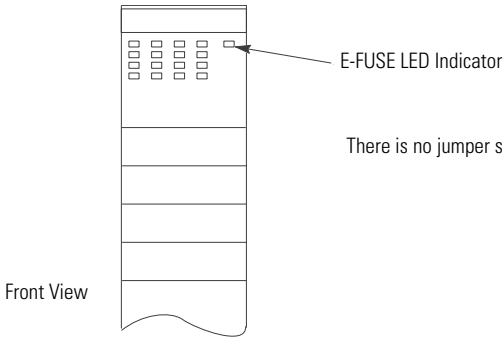 E-FUSE LED Indicator
There is no jumper s
Front View